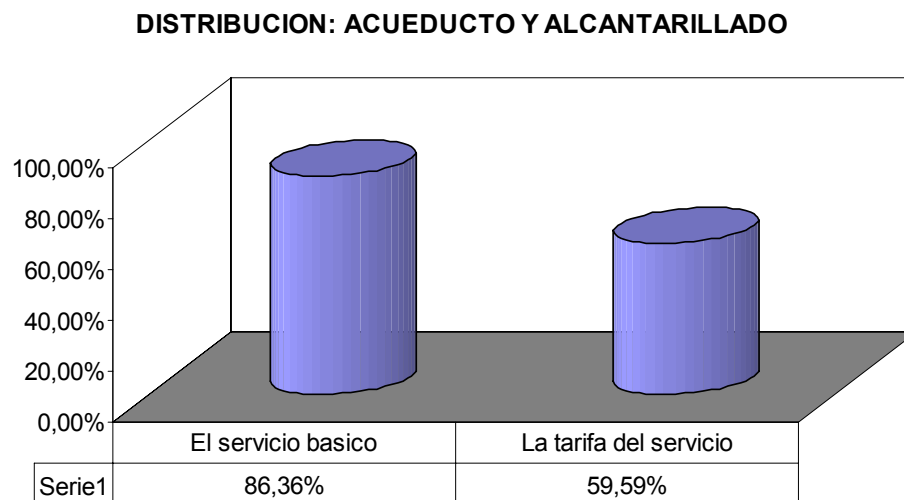 DISTRIBUCION: ACUEDUCTO Y ALCANTARILLADO
100,00%
80,00%
60,00%
40,00%
20,00%
0,00%
El servicio basico La tarifa del servicio
Serie1 86,36% 59,59%